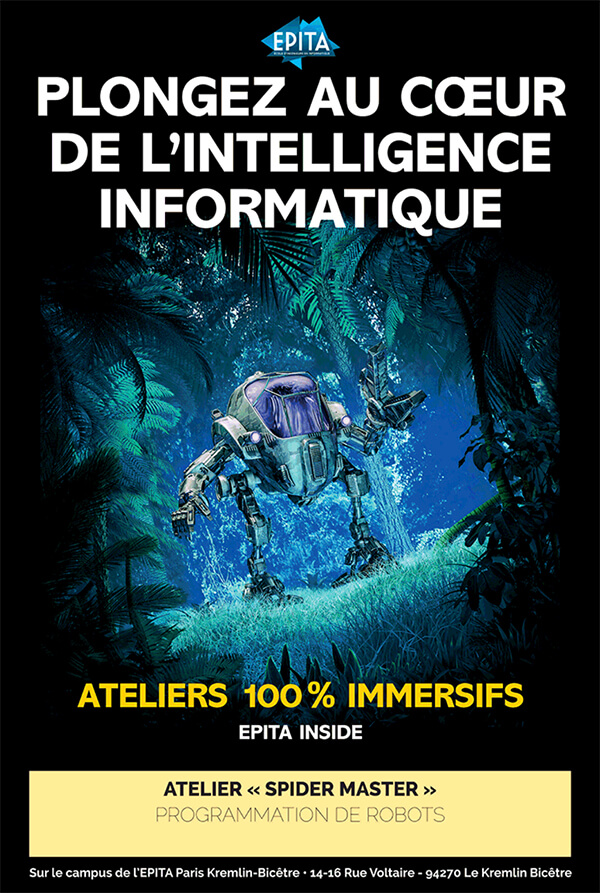 EPITA
PLONGEZ AU CŒUR
DE L'INTELLIGENCE
INFORMATIQUE
ATELIERS 100% IMMERSIFS
EPITA INSIDE
ATELIER « SPIDER MASTER »
PROGRAMMATION DE ROBOTS
Sur le campus de l'EPITA Paris Kremlin-Bicêtre • 14-16 Rue Voltaire - 94270 Le Kremlin Bicêtre